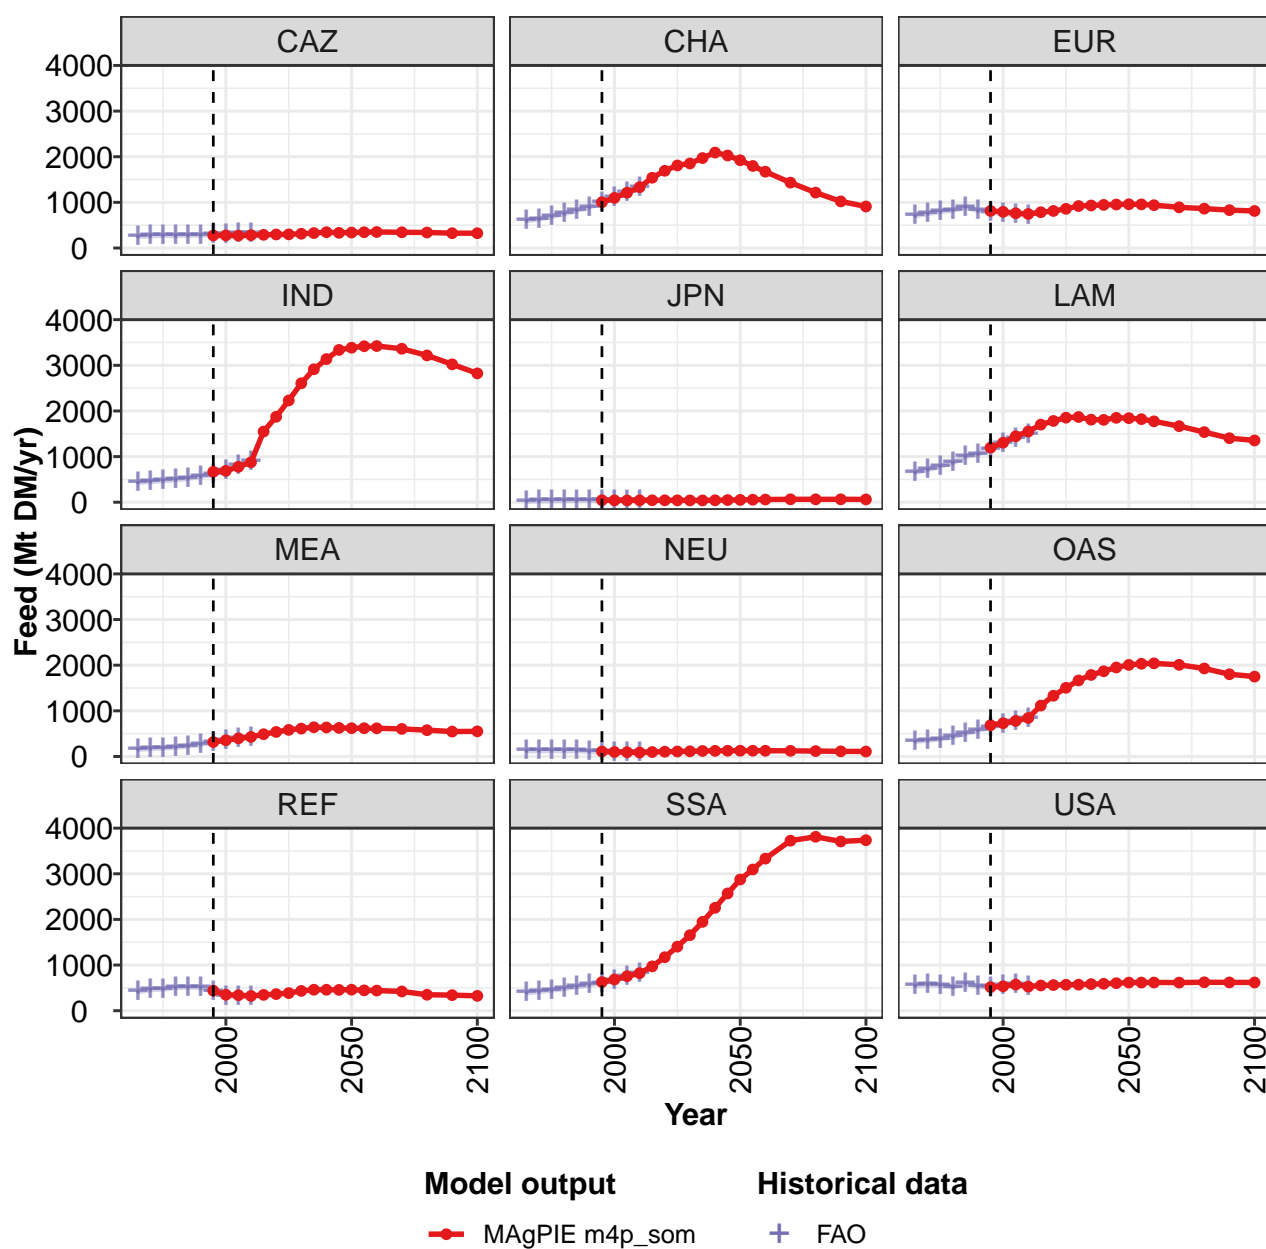 CAZ CHA EUR
4000
3000
2000
1000
0
IND JPN LAM
4000
3000
2000
1000
0
MEA NEU OAS
4000
3000
2000
1000
0
REF SSA USA
4000
3000
2000
1000
0
Feed (Mt DM/yr)
2000 2050 2100 2000 2050 2100 2000 2050 2100
Year
Model output Historical data
MAgPIE m4p_som FAO